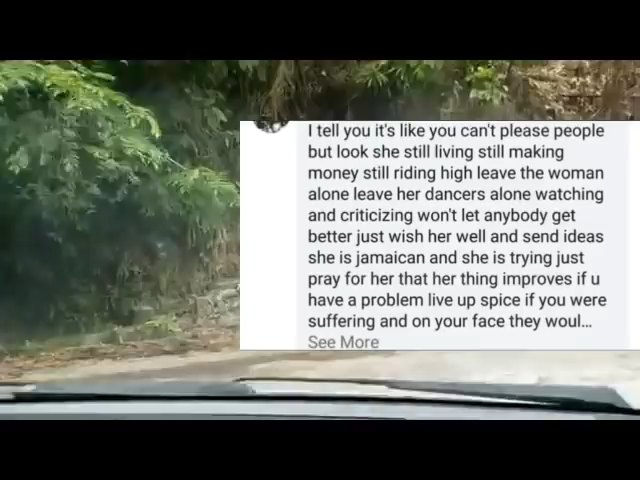 I tell you it's like you can't please people
but look she still living still making
money still riding high leave the woman
alone leave her dancers alone watching
and criticizing won't let anybody get
better just wish her well and send ideas
she is jamaican and she is trying just
pray for her that her thing improves if u
have a problem live up spice if you were
suffering and on your face they woul...
See More